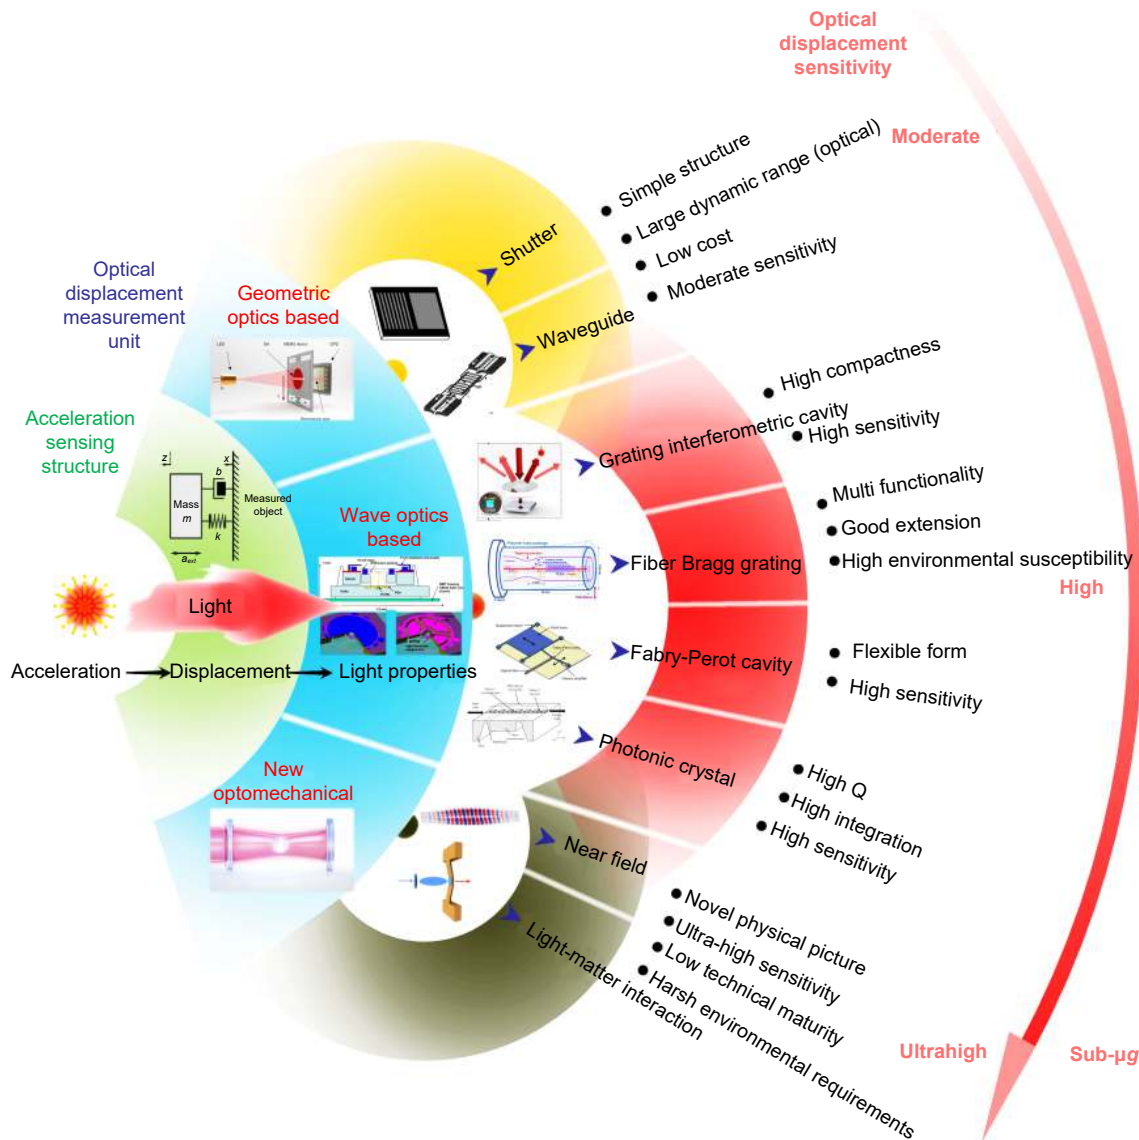 Optical
displacement
sensitivity
Moderate
High
Ultrahigh
Sub-μg
Optical
displacement
measurement
unit
Acceleration
sensing
structure
Geometric
optics based
Wave optics
based
New
optomechanical
z
x
b
Mass
m
k
a_ext
Measured
object
Light
Acceleration
Displacement
Light properties
Shutter
Waveguide
Simple structure
Large dynamic range (optical)
Low cost
Moderate sensitivity
Grating interferometric cavity
High compactness
High sensitivity
Fiber Bragg grating
Multi functionality
Good extension
High environmental susceptibility
Fabry-Perot cavity
Flexible form
High sensitivity
Photonic crystal
High Q
High integration
High sensitivity
Near field
Light-matter interaction
Novel physical picture
Ultra-high sensitivity
Low technical maturity
Harsh environmental requirements